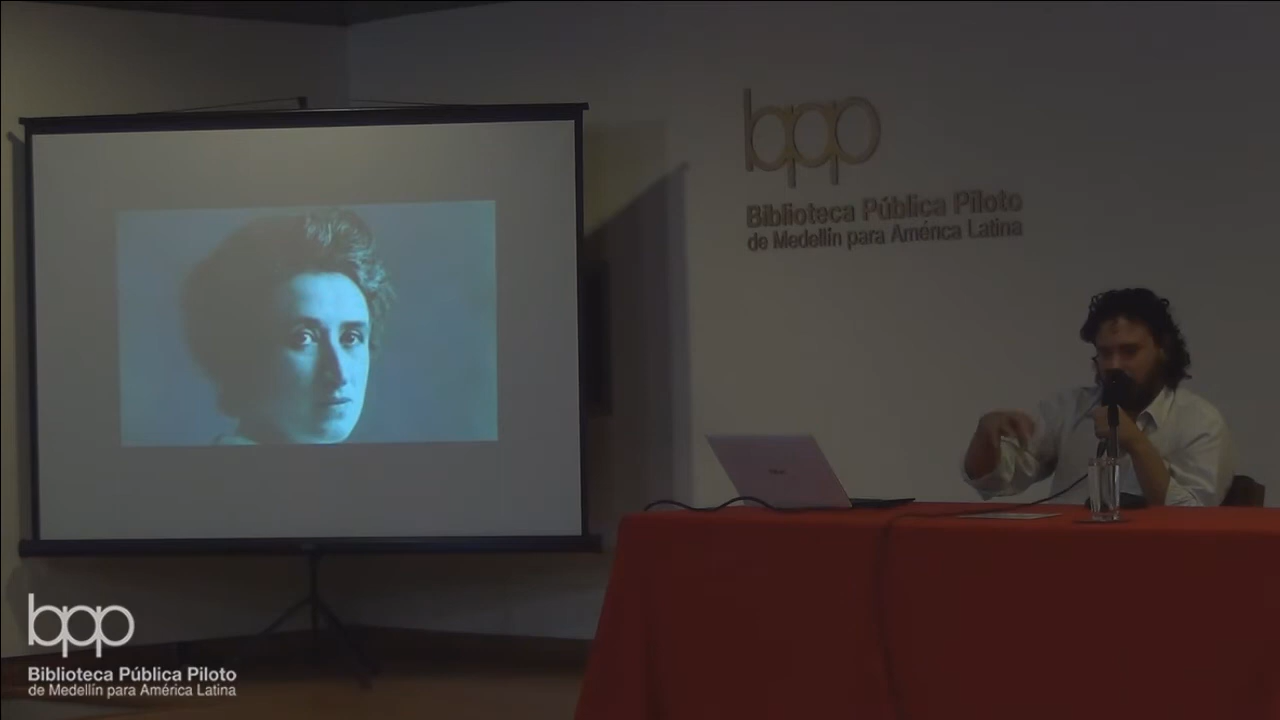 bpp
Biblioteca Pública Piloto
de Medellín para América Latina
bpp
Biblioteca Pública Piloto
de Medellín para América Latina